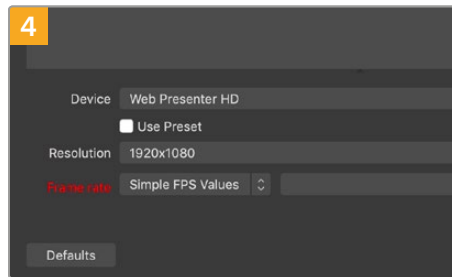 4
Device Web Presenter HD
Use Preset
Resolution 1920x1080
Frame rate Simple FPS Values
Defaults